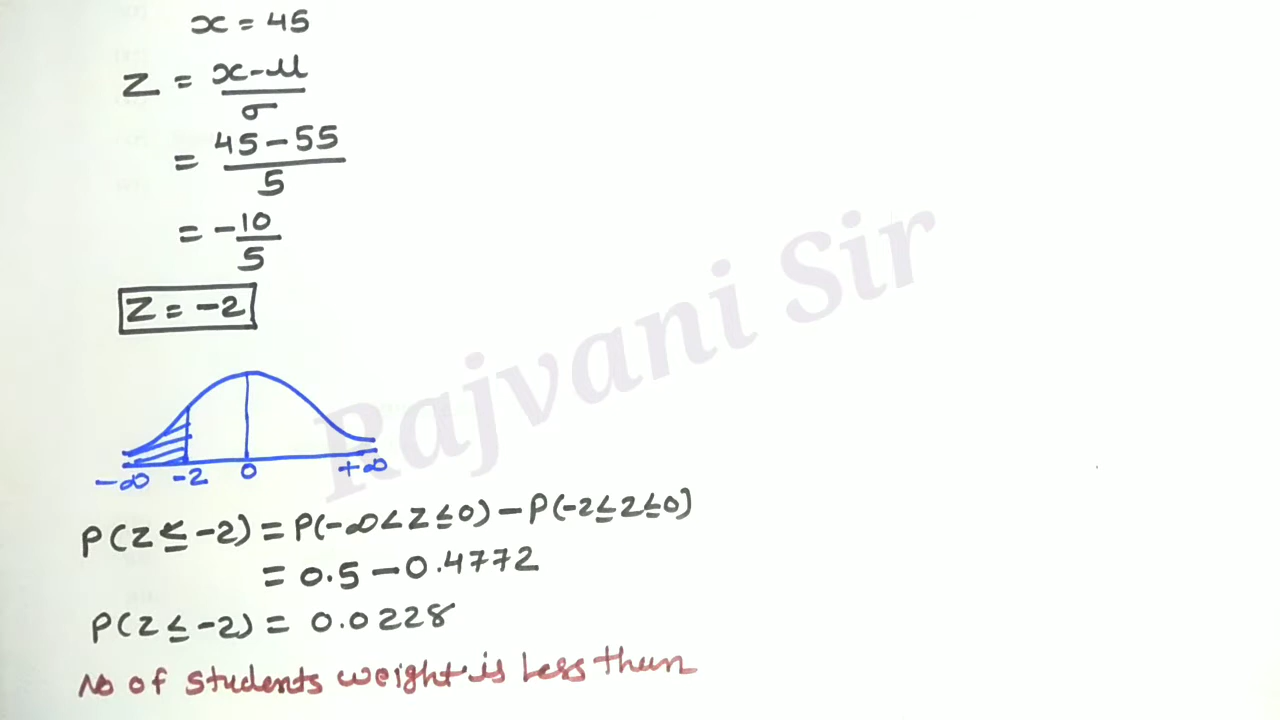 x = 45
Z = x-μ / σ
= 45-55 / 5
= -10/5
Z = -2
Rajvani Sir
-∞ -2 0 +∞
P(Z ≤ -2) = P(-∞ < Z ≤ 0) - P(-2 ≤ Z ≤ 0)
= 0.5 - 0.4772
P(Z ≤ -2) = 0.0228
No of students weight is Less than